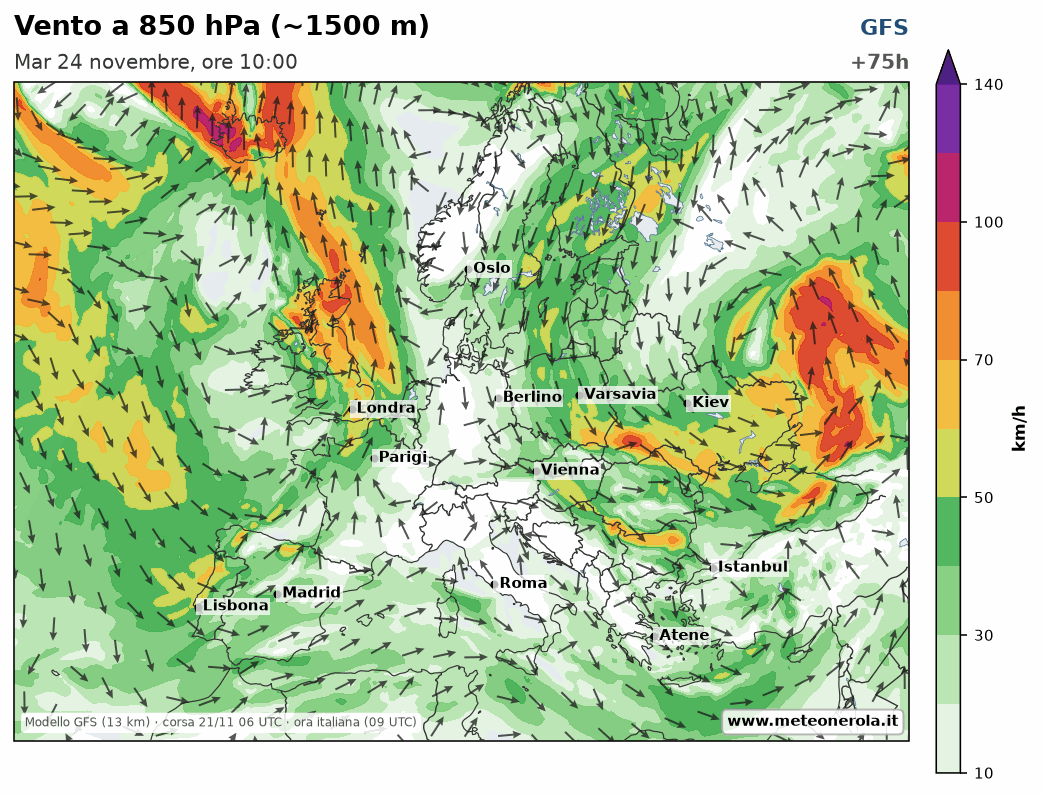 Vento a 850 hPa (~1500 m)
GFS
Mar 24 novembre, ore 10:00
+75h
140
100
70
50
30
10
km/h
Oslo
Berlino
Varsavia
Kiev
Londra
Parigi
Vienna
Istanbul
Roma
Madrid
Lisbona
Atene
Modello GFS (13 km) · corsa 21/11 06 UTC · ora italiana (09 UTC)
www.meteonerola.it